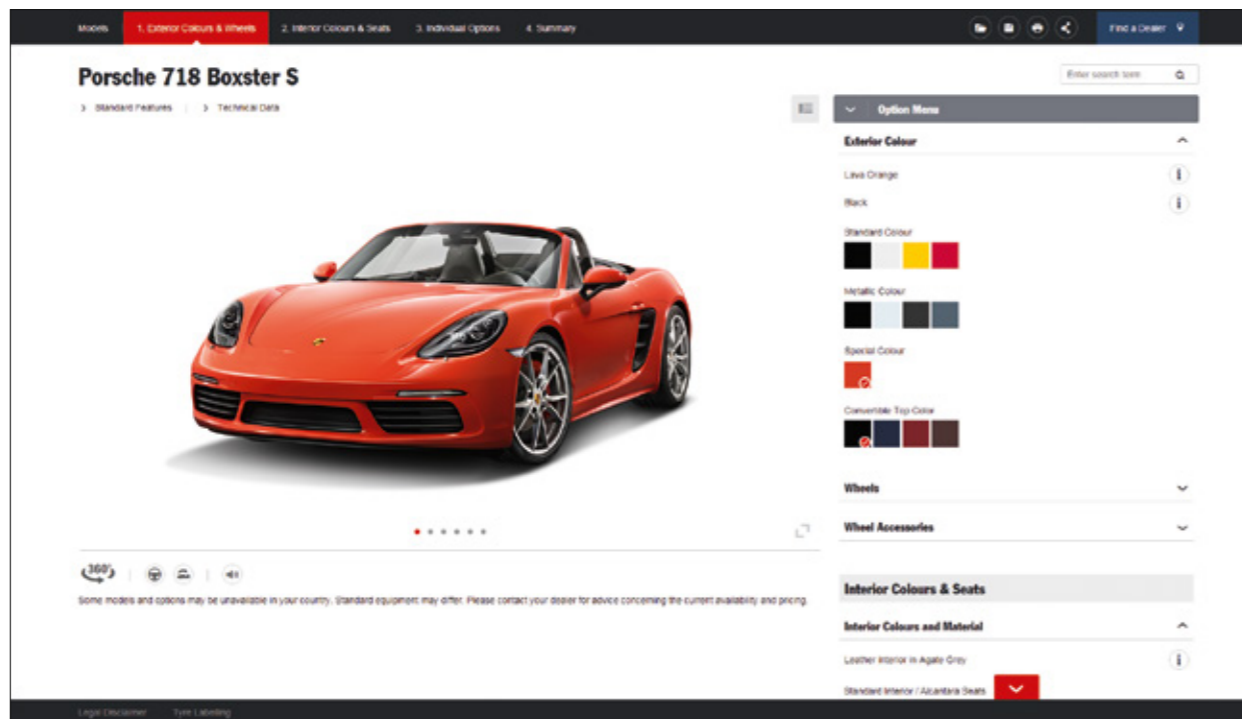 Models
1. Exterior Colours & Wheels
2. Interior Colours & Seats
3. Individual Options
4. Summary
Find a Dealer
Porsche 718 Boxster S
Enter search term
Standard Features
Technical Data
Option Menu
Exterior Colour
Lava Orange
Black
Standard Colour
Metallic Colour
Special Colour
Convertible Top Color
Wheels
Wheel Accessories
360°
Some models and options may be unavailable in your country. Standard equipment may differ. Please contact your dealer for advice concerning the current availability and pricing.
Interior Colours & Seats
Interior Colours and Material
Leather Interior in Agate Grey
Standard Interior / Alcantara Seats
Legal Disclaimer
Tyre Labelling